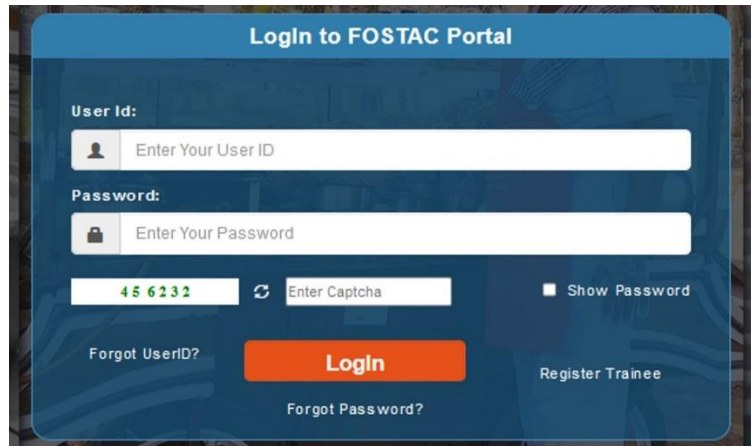 LogIn to FOSTAC Portal
User Id:
Enter Your User ID
Password:
Enter Your Password
45 6232 Enter Captcha Show Password
Forgot UserID? LogIn Register Trainee
Forgot Password?